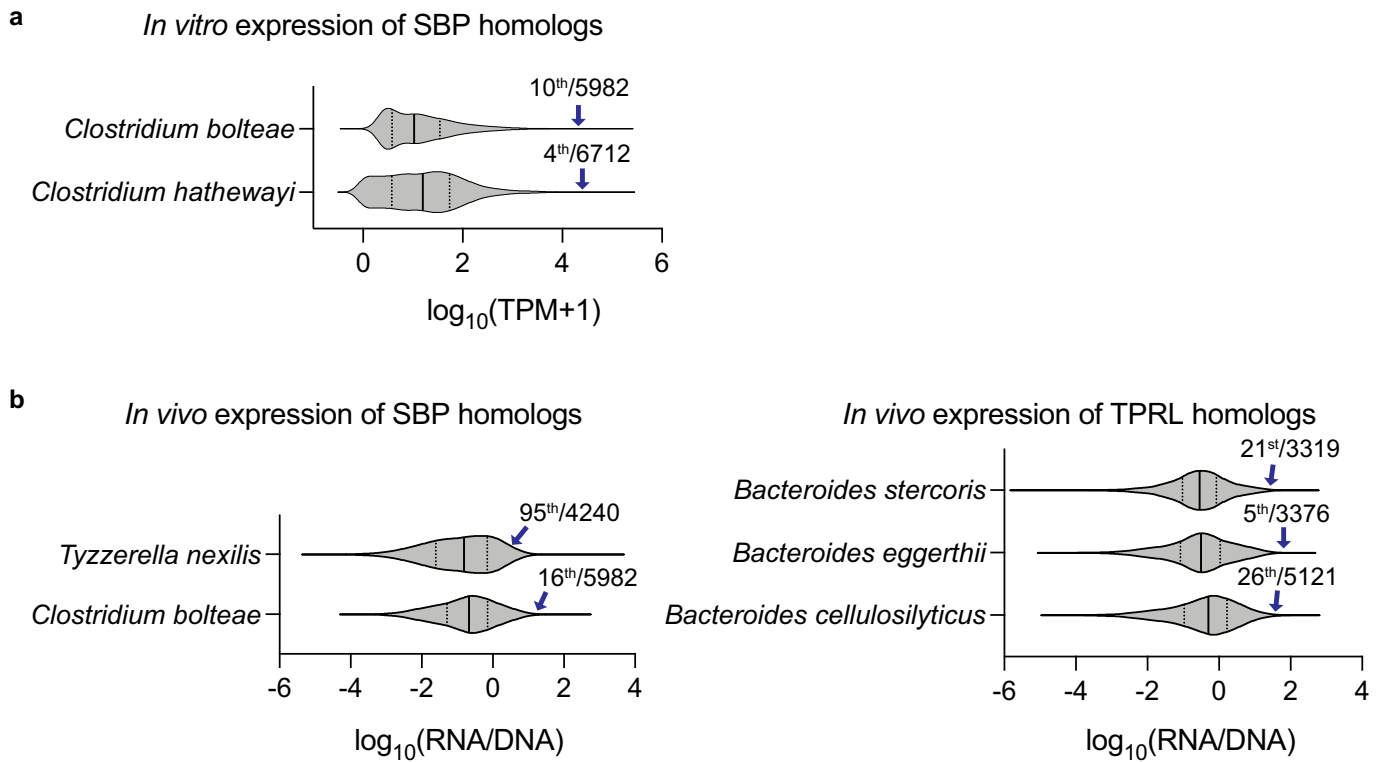 a
In vitro expression of SBP homologs
10th/5982
Clostridium bolteae
4th/6712
Clostridium hathewayi
0 2 4 6
log10(TPM+1)
b
In vivo expression of SBP homologs
95th/4240
Tyzzerella nexilis
16th/5982
Clostridium bolteae
-6 -4 -2 0 2 4
log10(RNA/DNA)
In vivo expression of TPRL homologs
21st/3319
Bacteroides stercoris
5th/3376
Bacteroides eggerthii
26th/5121
Bacteroides cellulosilyticus
-6 -4 -2 0 2 4
log10(RNA/DNA)